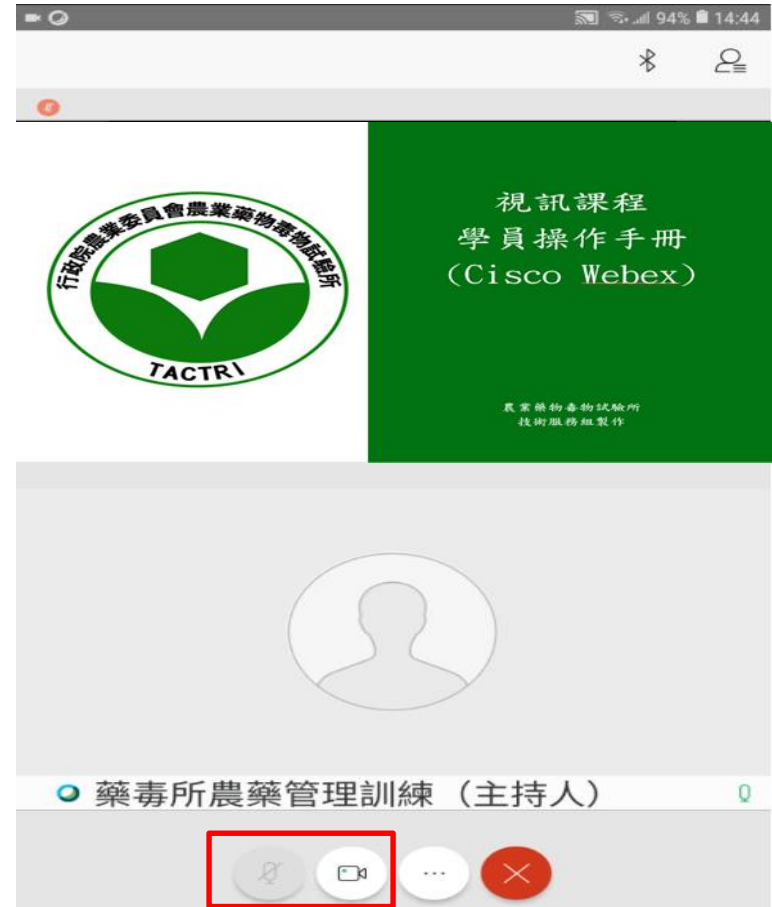 94% 14:44
行政院農業委員會農業藥物毒物試驗所
TACTRI
視訊課程
學員操作手冊
(Cisco Webex)
農業藥物毒物試驗所
技術服務組製作
藥毒所農藥管理訓練（主持人）